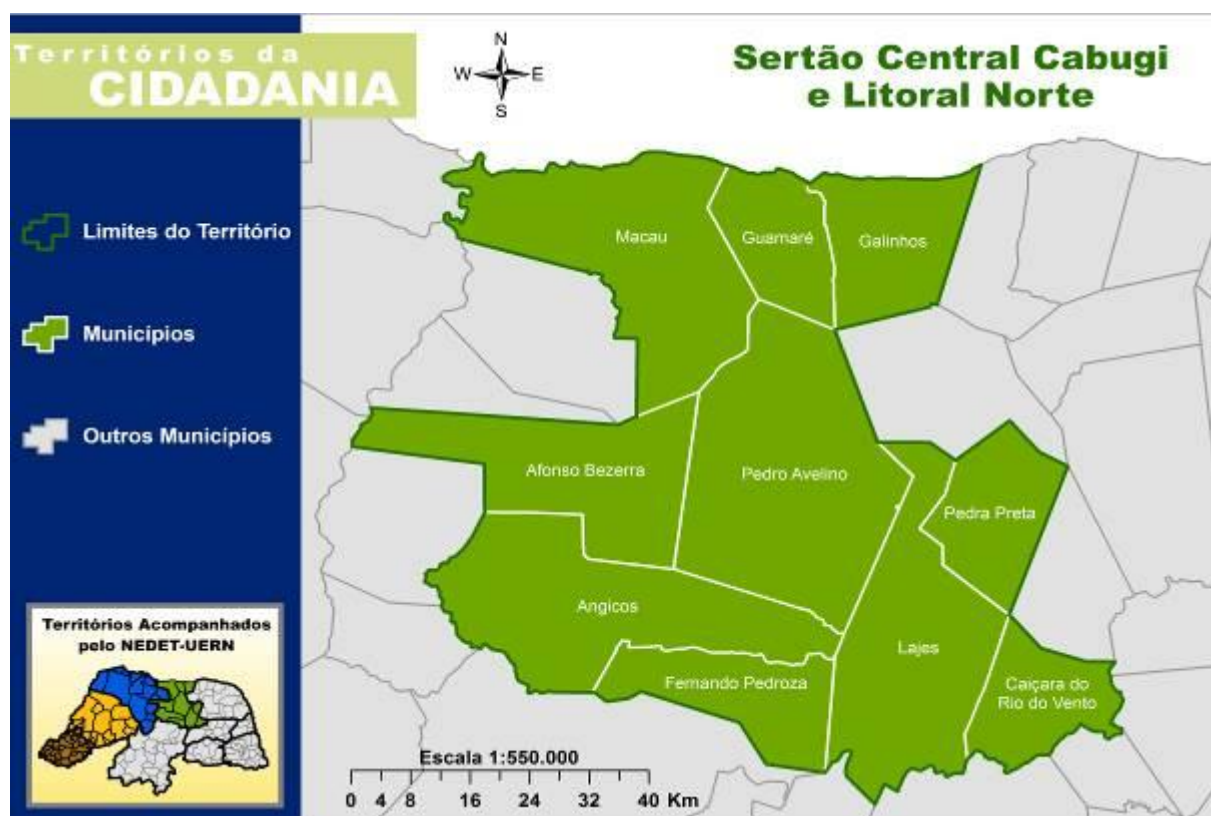 Territórios da
CIDADANIA
N
W E
S
Sertão Central Cabugi
e Litoral Norte
Limites do Território
Municípios
Outros Municípios
Macau
Guamaré
Galinhos
Afonso Bezerra
Pedro Avelino
Pedra Preta
Angicos
Lajes
Fernando Pedroza
Caiçara do
Rio do Vento
Territórios Acompanhados
pelo NEDET-UERN
Escala 1:550.000
0 4 8 16 24 32 40 Km